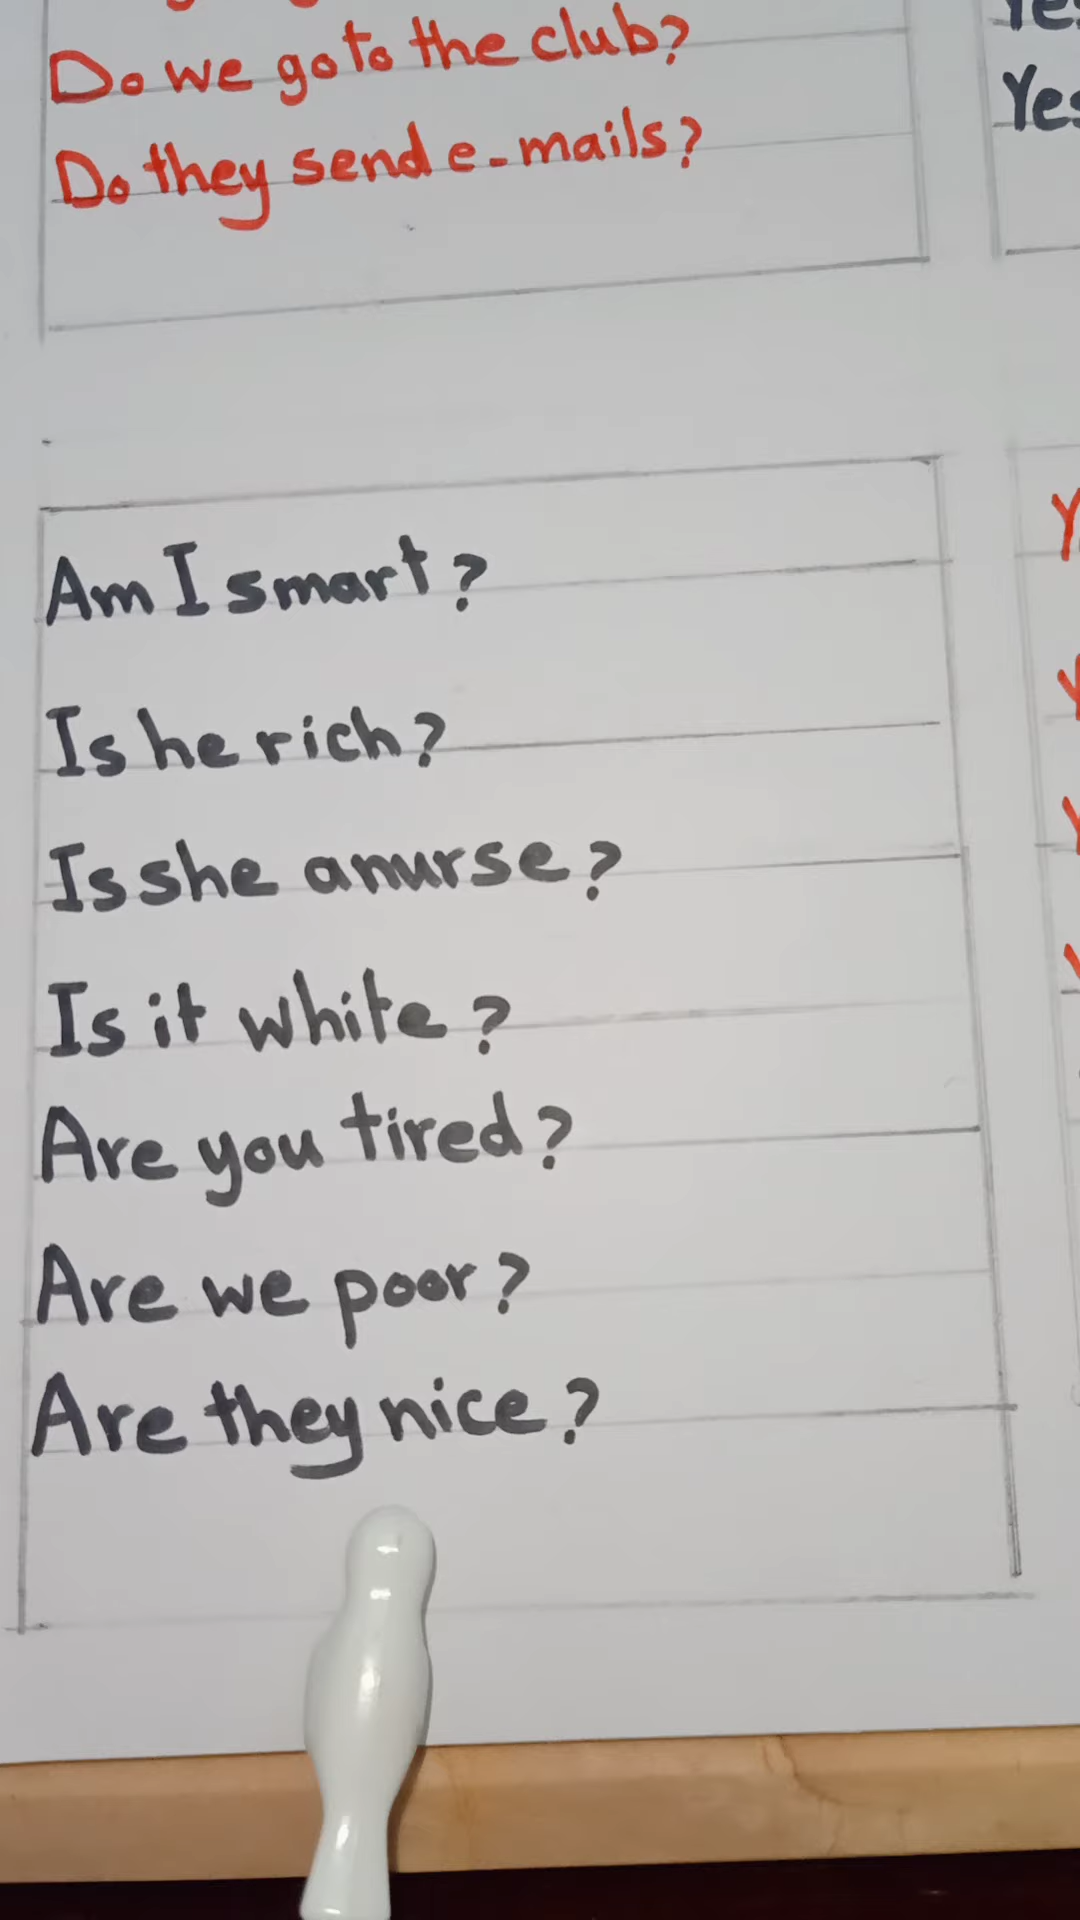 Do we go to the club?
Do they send e-mails?
Yes
Am I smart?
Is he rich?
Is she a nurse?
Is it white?
Are you tired?
Are we poor?
Are they nice?